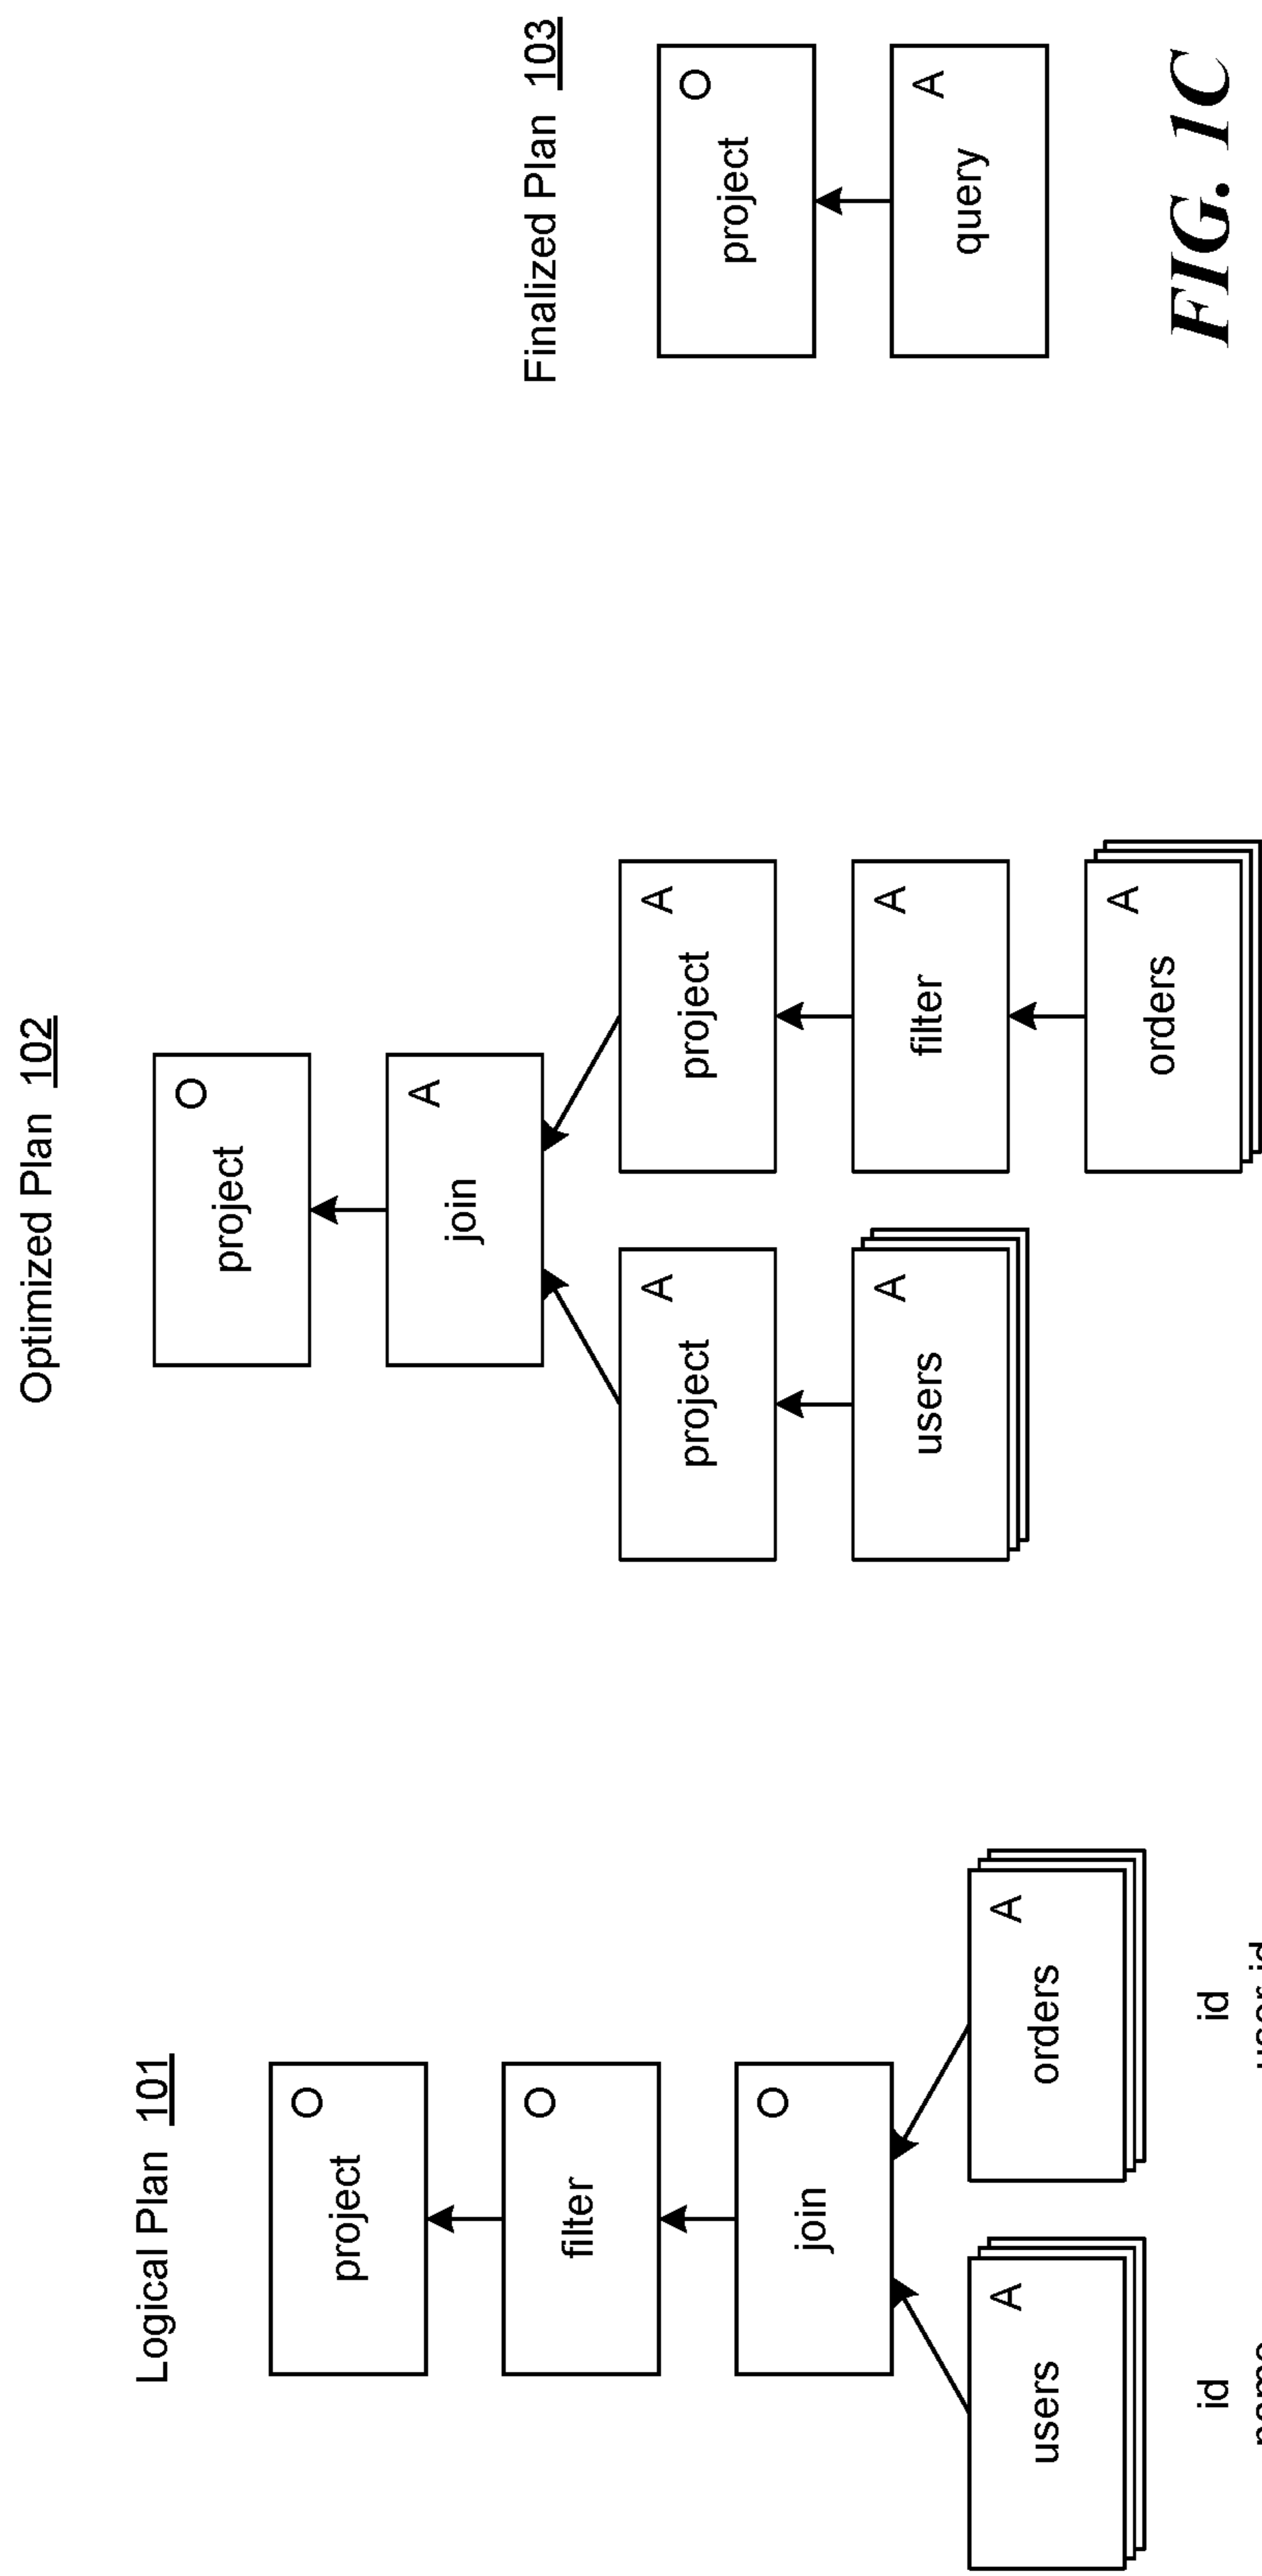 Logical Plan 101
project
O
filter
O
join
O
users
A
orders
A
id
id
Optimized Plan 102
project
O
join
A
project
A
project
A
users
A
filter
A
orders
A
Finalized Plan 103
project
O
query
A
FIG. 1C